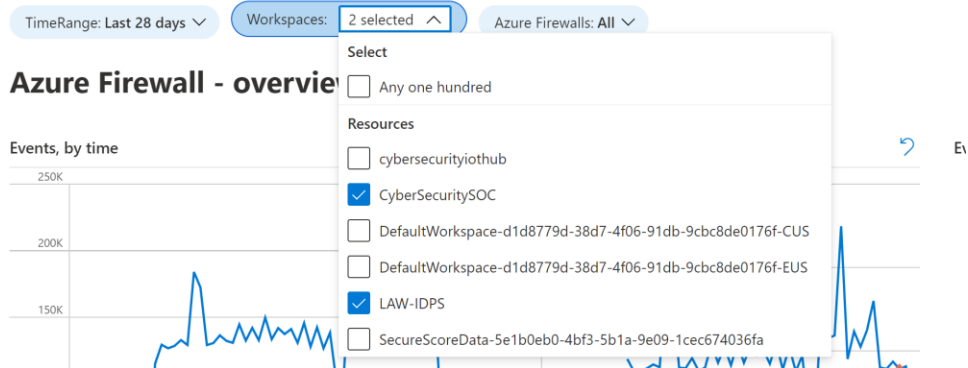 TimeRange: Last 28 days
Workspaces: 2 selected
Azure Firewalls: All
Select
Azure Firewall - overview
Any one hundred
Resources
Events, by time
cybersecurityiothub
250K
CyberSecuritySOC
DefaultWorkspace-d1d8779d-38d7-4f06-91db-9cbc8de0176f-CUS
200K
DefaultWorkspace-d1d8779d-38d7-4f06-91db-9cbc8de0176f-EUS
150K
LAW-IDPS
SecureScoreData-5e1b0eb0-4bf3-5b1a-9e09-1cec674036fa